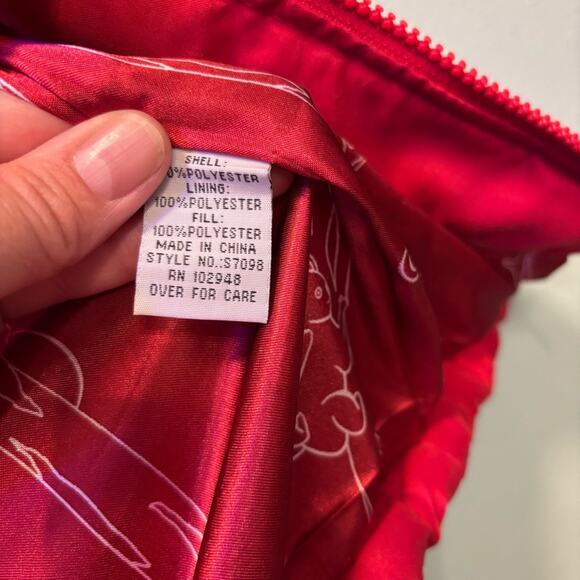 SHELL:
0%POLYESTER
LINING:
100%POLYESTER
FILL:
100%POLYESTER
MADE IN CHINA
STYLE NO.:S7098
RN 102948
OVER FOR CARE